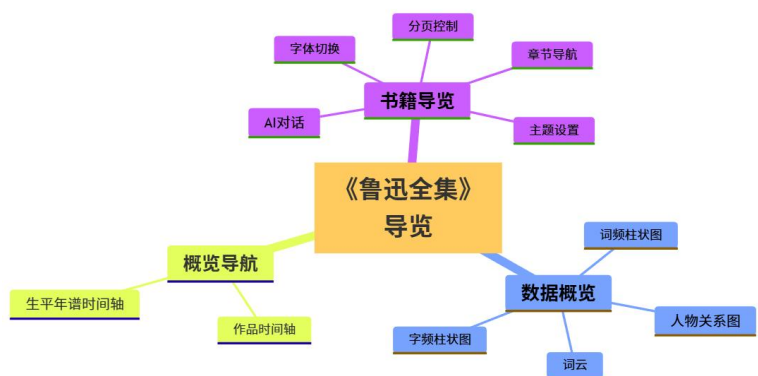 分页控制
字体切换
章节导航
书籍导览
AI对话
主题设置
《鲁迅全集》
导览
词频柱状图
概览导航
数据概览
生平年谱时间轴
人物关系图
作品时间轴
字频柱状图
词云